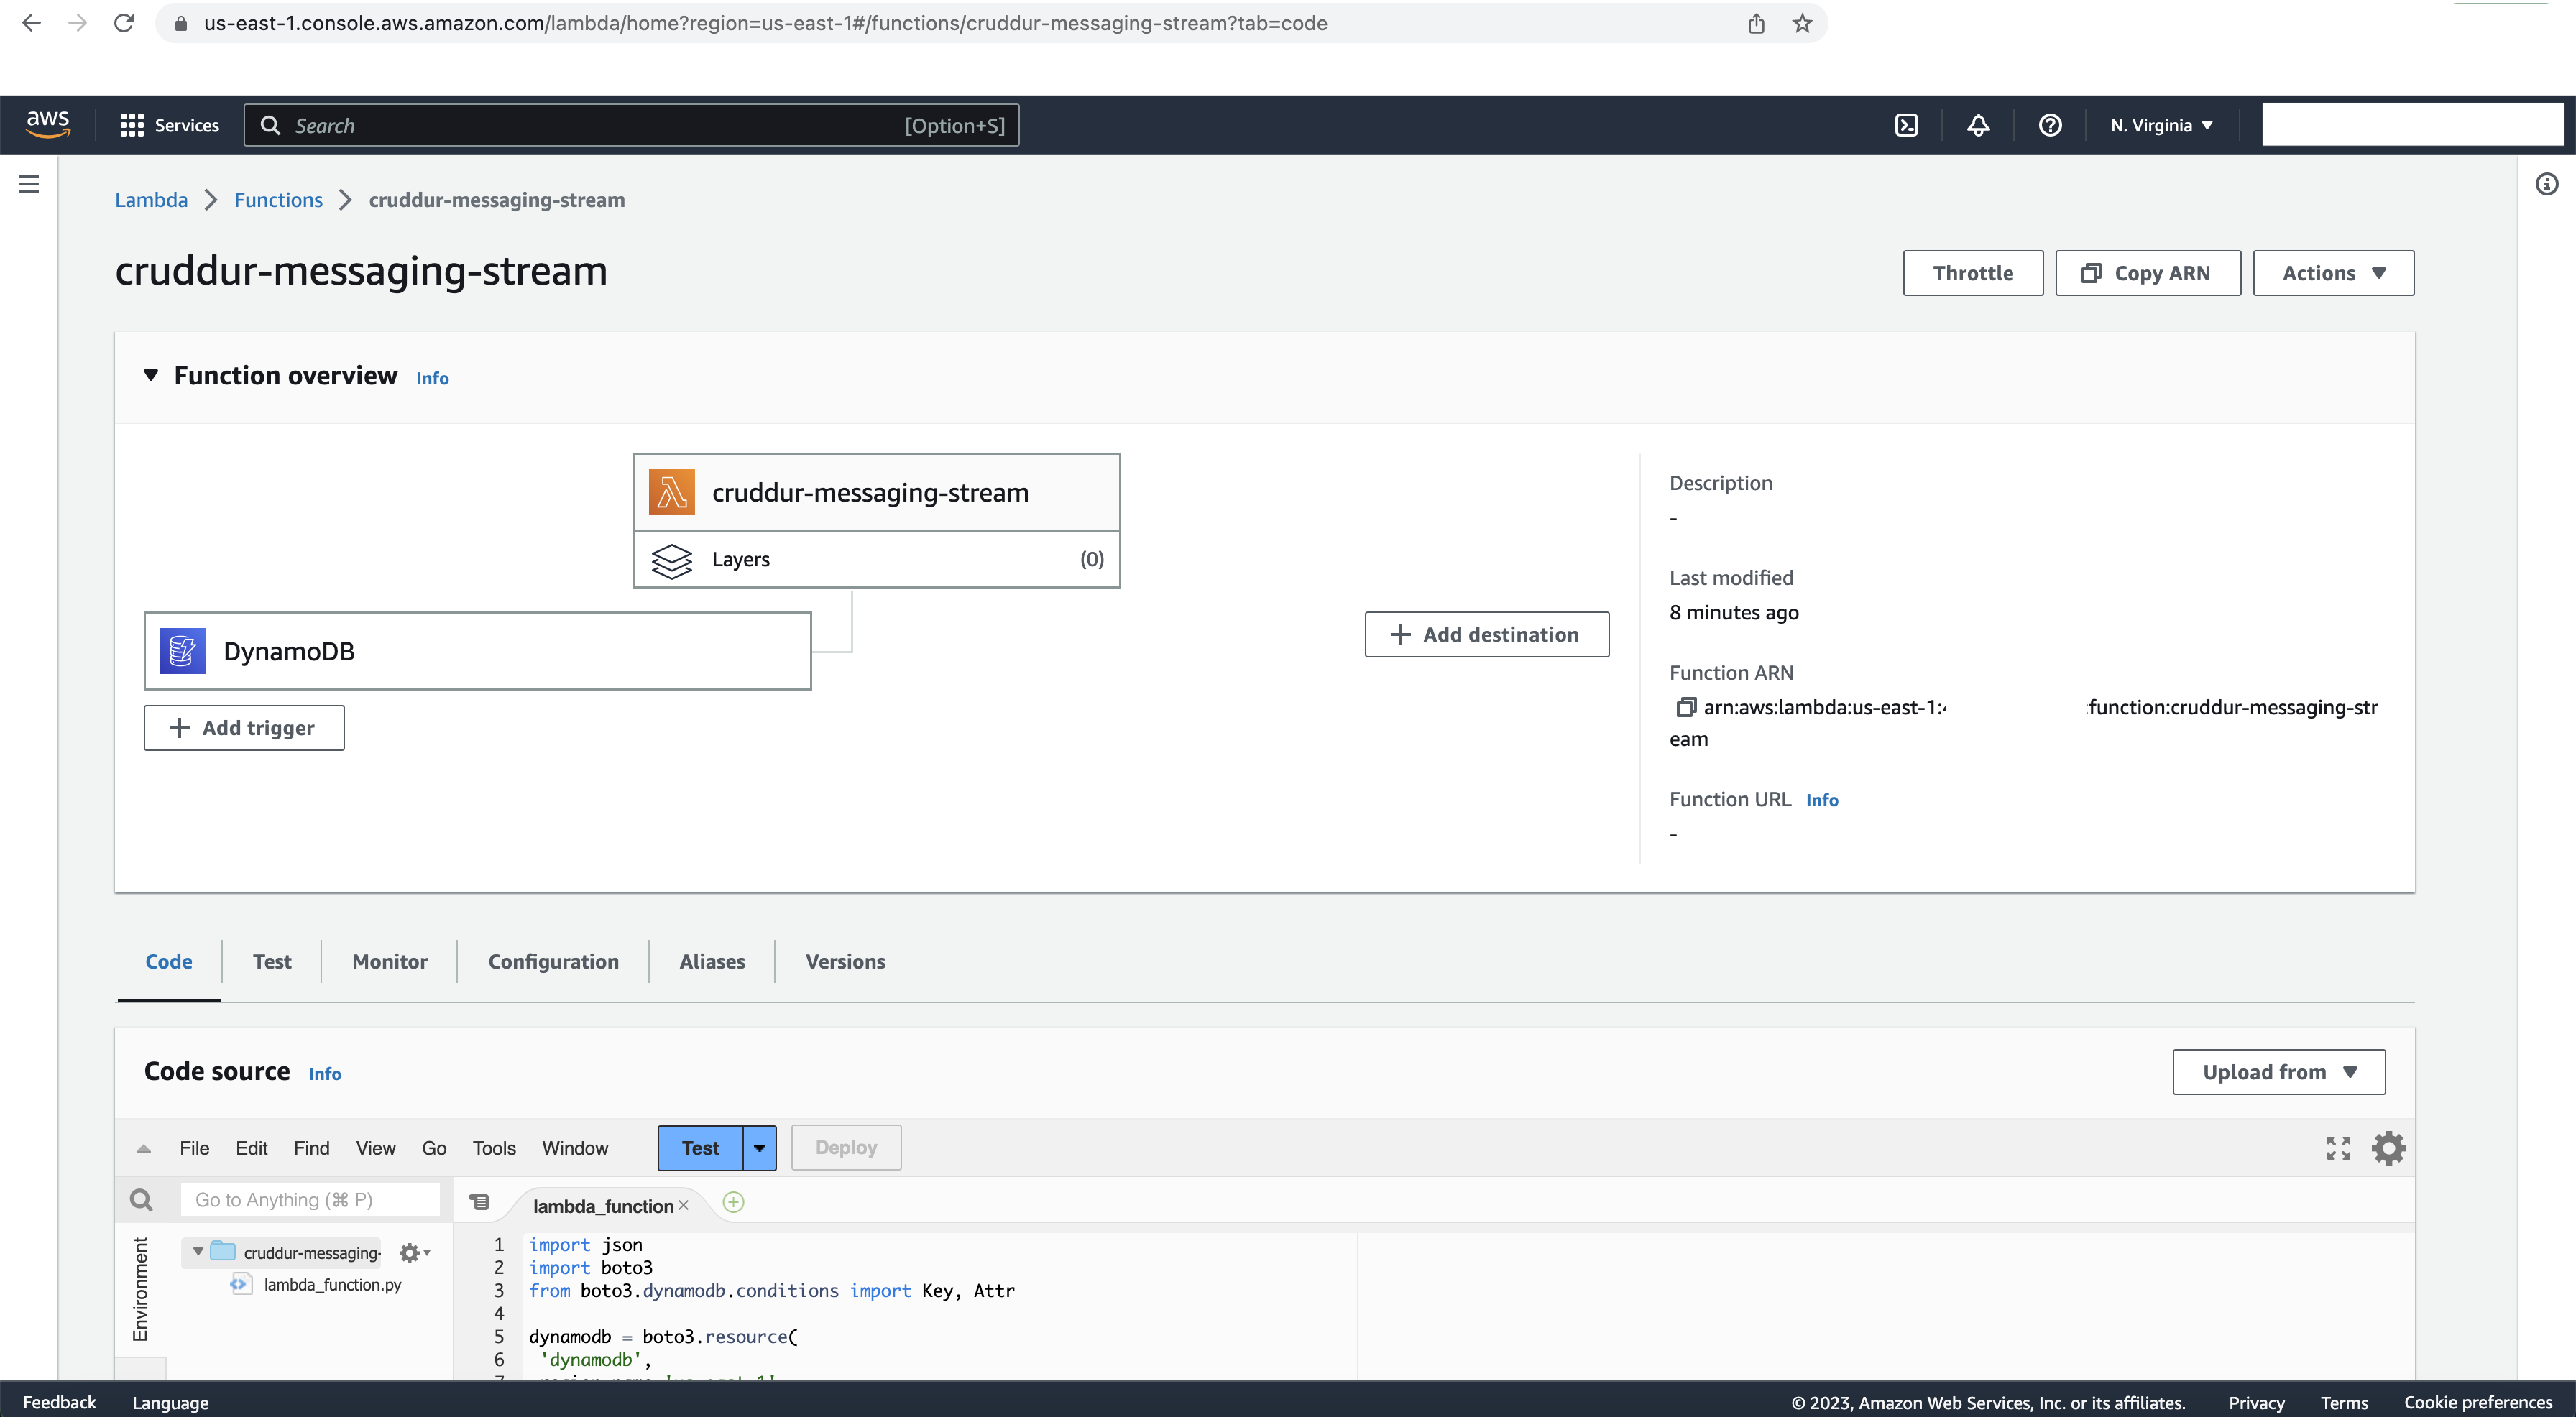 us-east-1.console.aws.amazon.com/lambda/home?region=us-east-1#/functions/cruddur-messaging-stream?tab=code
aws
Services
Search
[Option+S]
N. Virginia
Lambda
Functions
cruddur-messaging-stream
cruddur-messaging-stream
Throttle
Copy ARN
Actions
Function overview
Info
cruddur-messaging-stream
Layers
(0)
DynamoDB
+ Add trigger
+ Add destination
Description
-
Last modified
8 minutes ago
Function ARN
arn:aws:lambda:us-east-1: :function:cruddur-messaging-str
eam
Function URL Info
-
Code
Test
Monitor
Configuration
Aliases
Versions
Code source
Info
Upload from
File Edit Find View Go Tools Window
Test
Deploy
Go to Anything (⌘ P)
lambda_function
Environment
cruddur-messaging-
lambda_function.py
1 import json
2 import boto3
3 from boto3.dynamodb.conditions import Key, Attr
4
5 dynamodb = boto3.resource(
6 'dynamodb',
Feedback
Language
© 2023, Amazon Web Services, Inc. or its affiliates.
Privacy
Terms
Cookie preferences